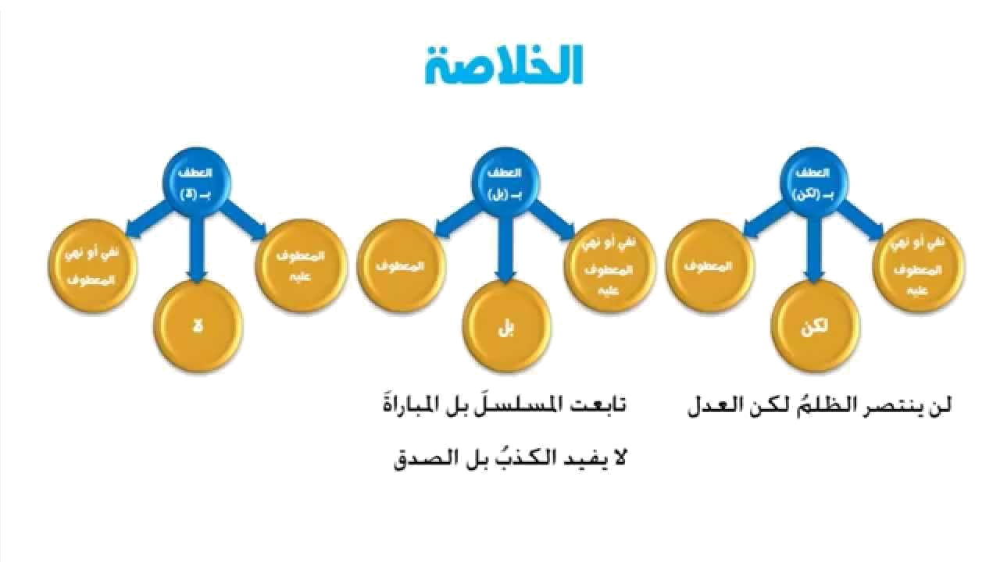 الخلاصة
العطف
بـ (لكن)
نفي أو نهي
المعطوف
عليه
لكن
المعطوف
لن ينتصر الظلمُ لكن العدل
العطف
بـ (بل)
نفي أو نهي
المعطوف
عليه
بل
المعطوف
تابعت المسلسلَ بل المباراةَ
لا يفيد الكذبُ بل الصدق
العطف
بـ (لا)
المعطوف
عليه
لا
نفي أو نهي
المعطوف